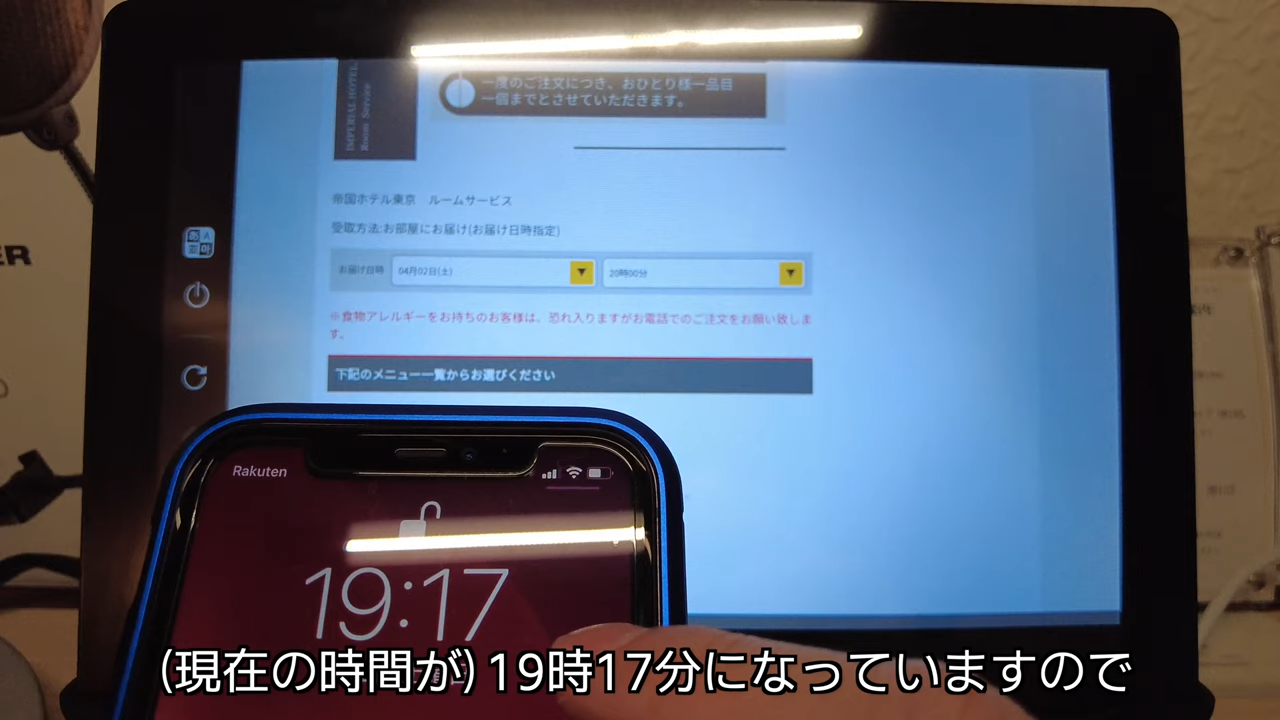 IMPERIAL HOTEL
Room Service
一度のご注文につき、おひとり様一品目
一個までとさせていただきます。
帝国ホテル東京　ルームサービス
受取方法:お部屋にお届け(お届け日時指定)
お届け日時
04月02日(土)
20時00分
※食物アレルギーをお持ちのお客様は、恐れ入りますがお電話でのご注文をお願い致しま
す。
下記のメニュー一覧からお選びください
あ A
Rakuten
19:17
(現在の時間が) 19時17分になっていますので
ER